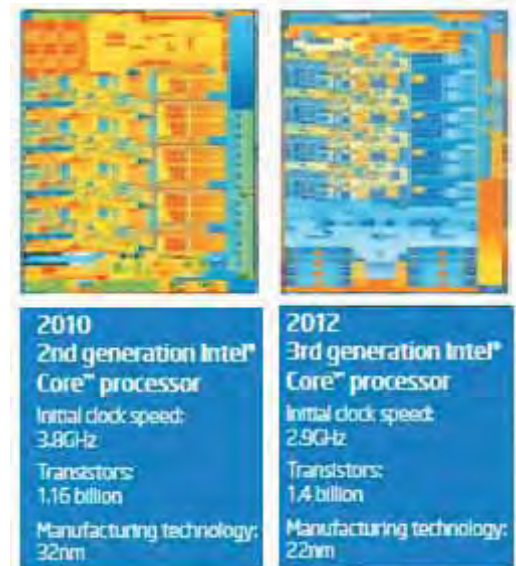 2010
2nd generation Intel®
Core™ processor
Initial clock speed:
3.8GHz
Transistors:
1.16 billion
Manufacturing technology:
32nm
2012
3rd generation Intel®
Core™ processor
Initial clock speed:
2.9GHz
Transistors:
1.4 billion
Manufacturing technology:
22nm